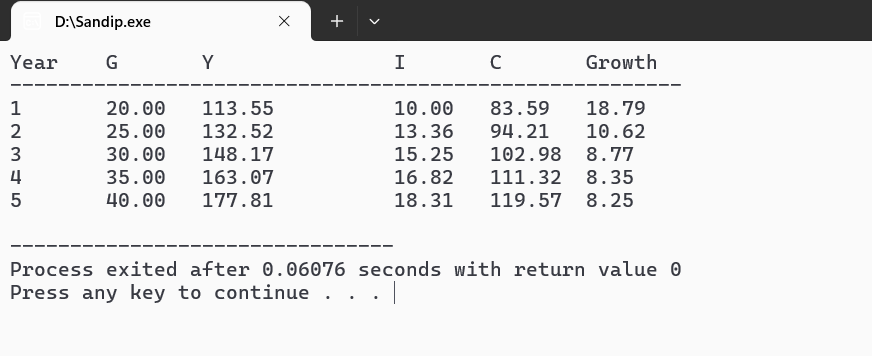 D:\Sandip.exe
Year G Y I C Growth
--------------------------------------------------------
1 20.00 113.55 10.00 83.59 18.79
2 25.00 132.52 13.36 94.21 10.62
3 30.00 148.17 15.25 102.98 8.77
4 35.00 163.07 16.82 111.32 8.35
5 40.00 177.81 18.31 119.57 8.25
--------------------------------
Process exited after 0.06076 seconds with return value 0
Press any key to continue . . .